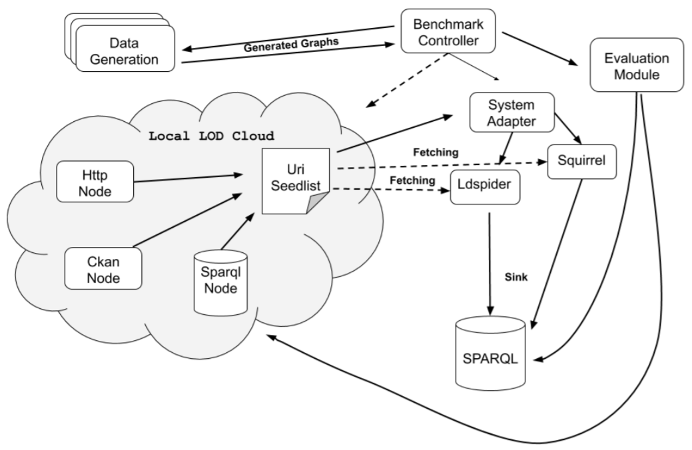 Data
Generation
Generated Graphs
Benchmark
Controller
Evaluation
Module
System
Adapter
Local LOD Cloud
Uri
Seedlist
Fetching
Squirrel
Http
Node
Fetching
Ldspider
Ckan
Node
Sparql
Node
Sink
SPARQL